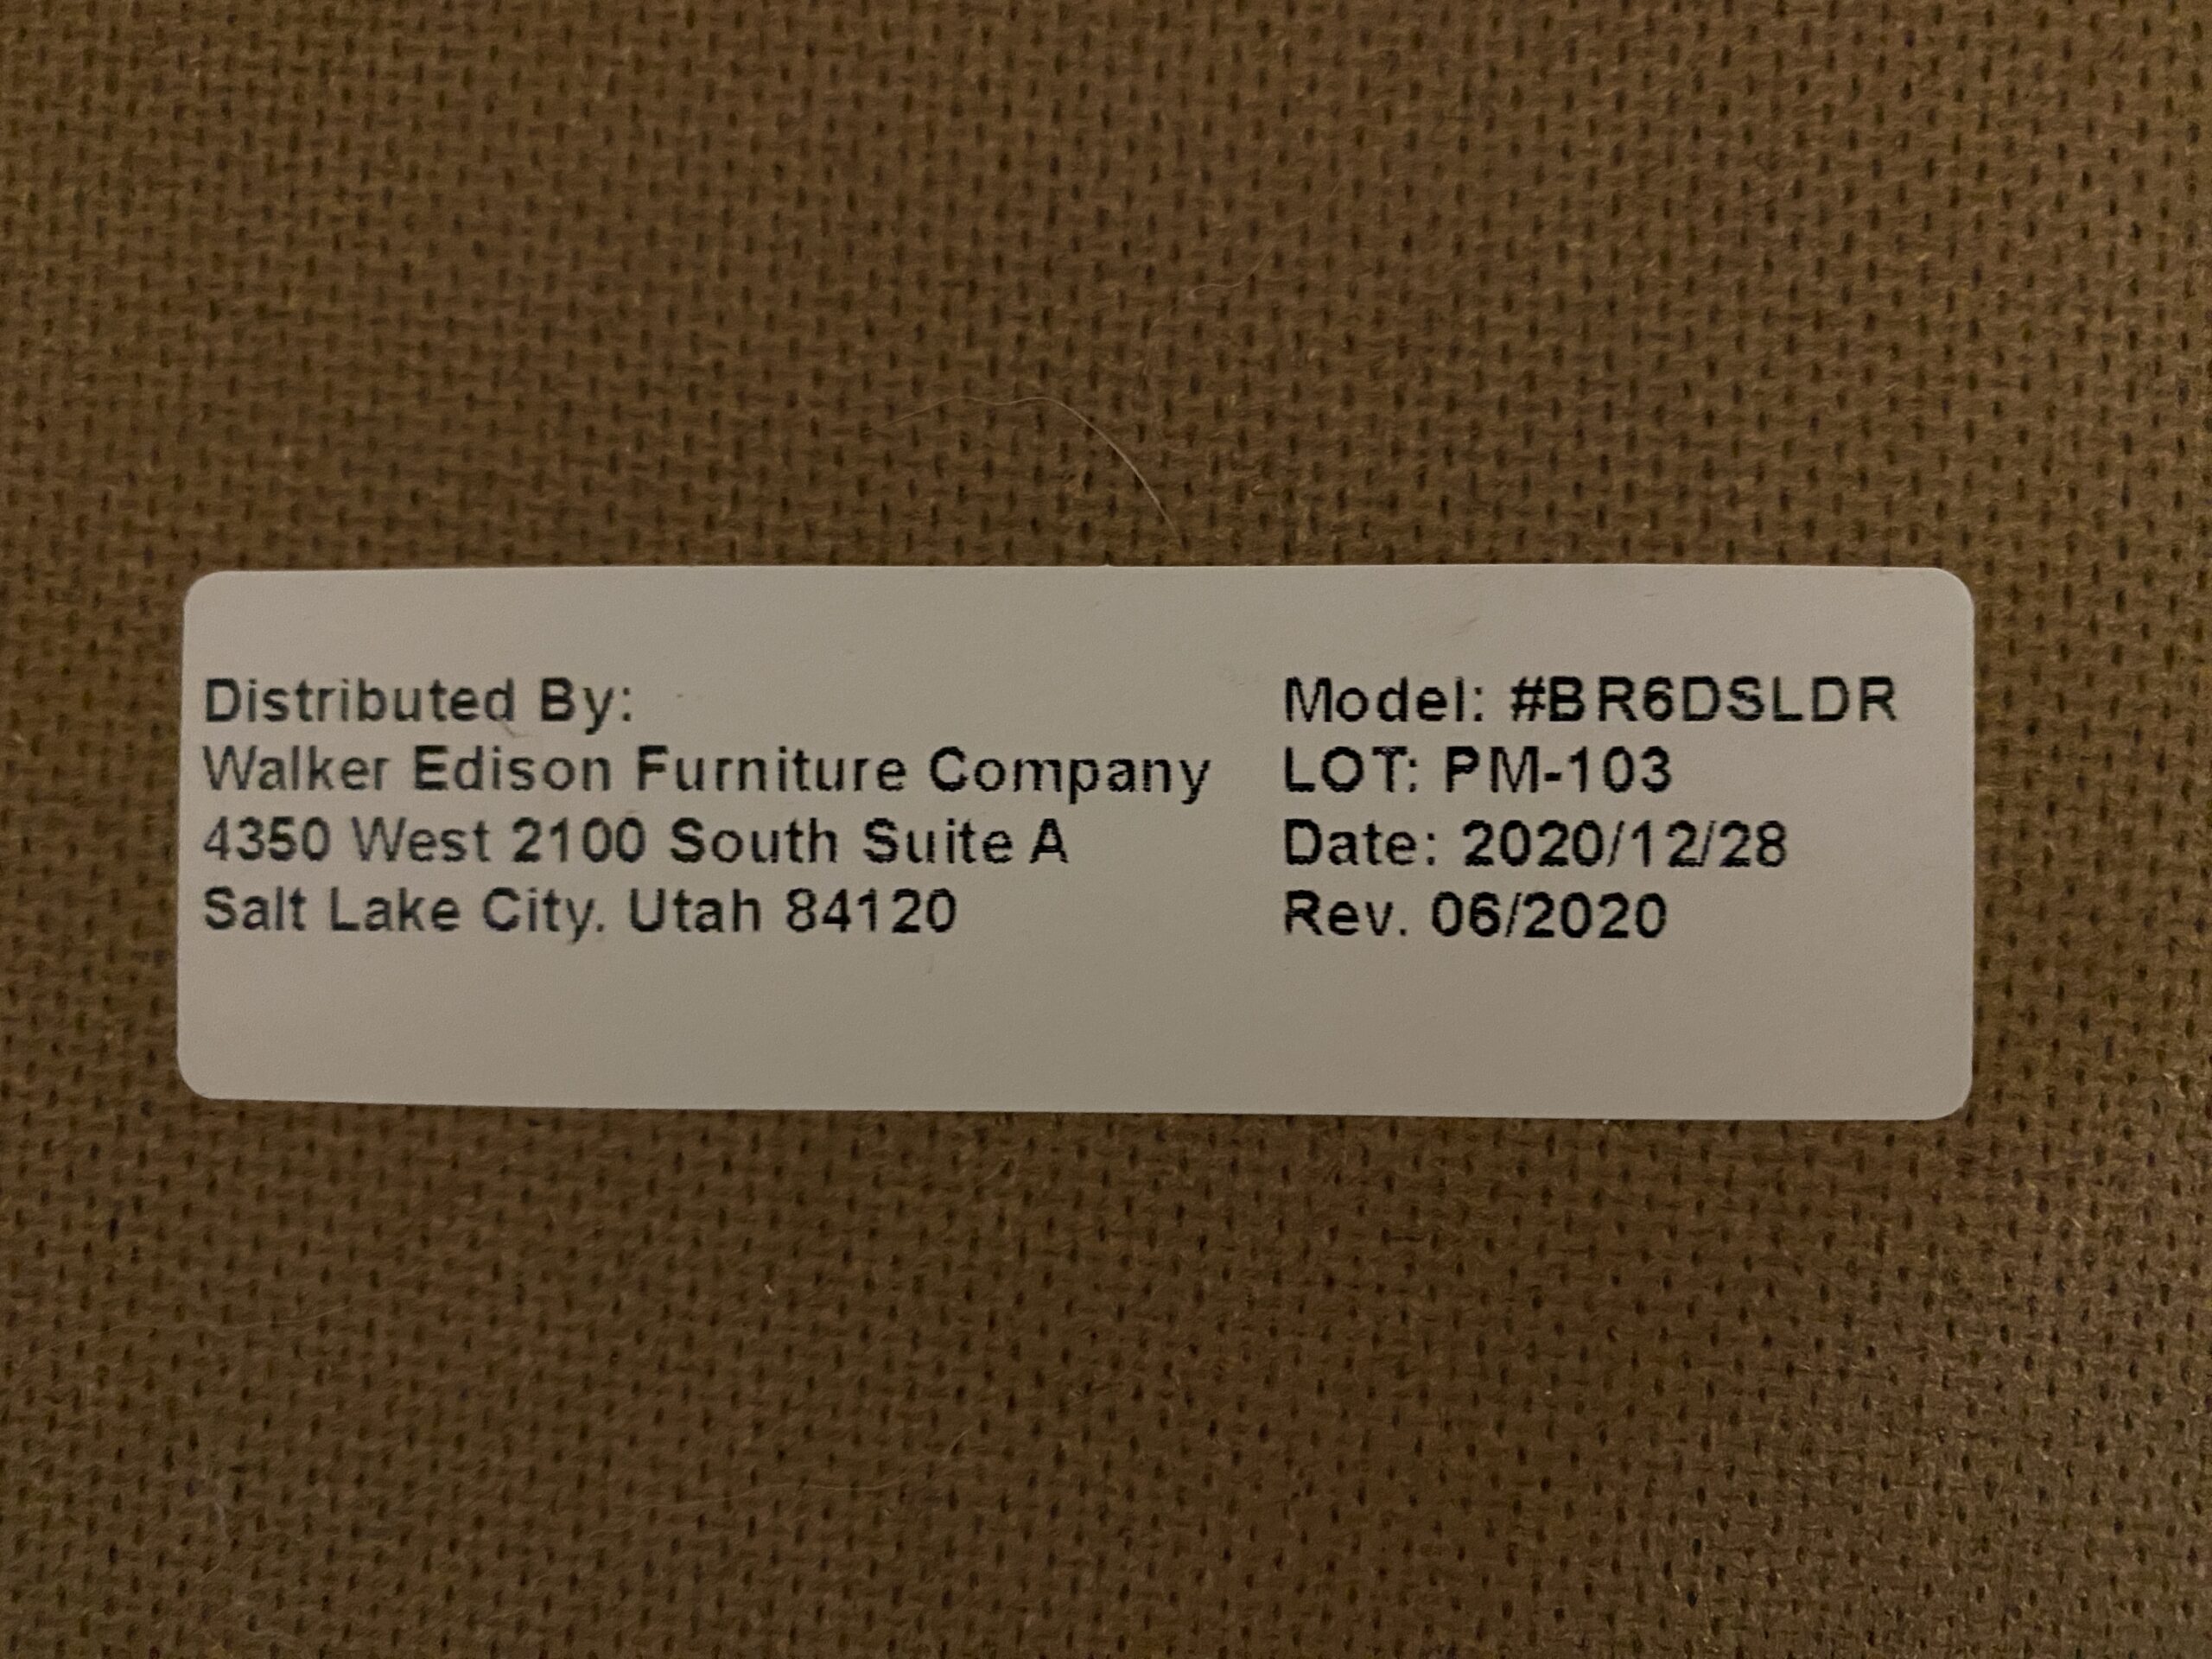 Distributed By:
Walker Edison Furniture Company
4350 West 2100 South Suite A
Salt Lake City. Utah 84120
Model: #BR6DSLDR
LOT: PM-103
Date: 2020/12/28
Rev. 06/2020